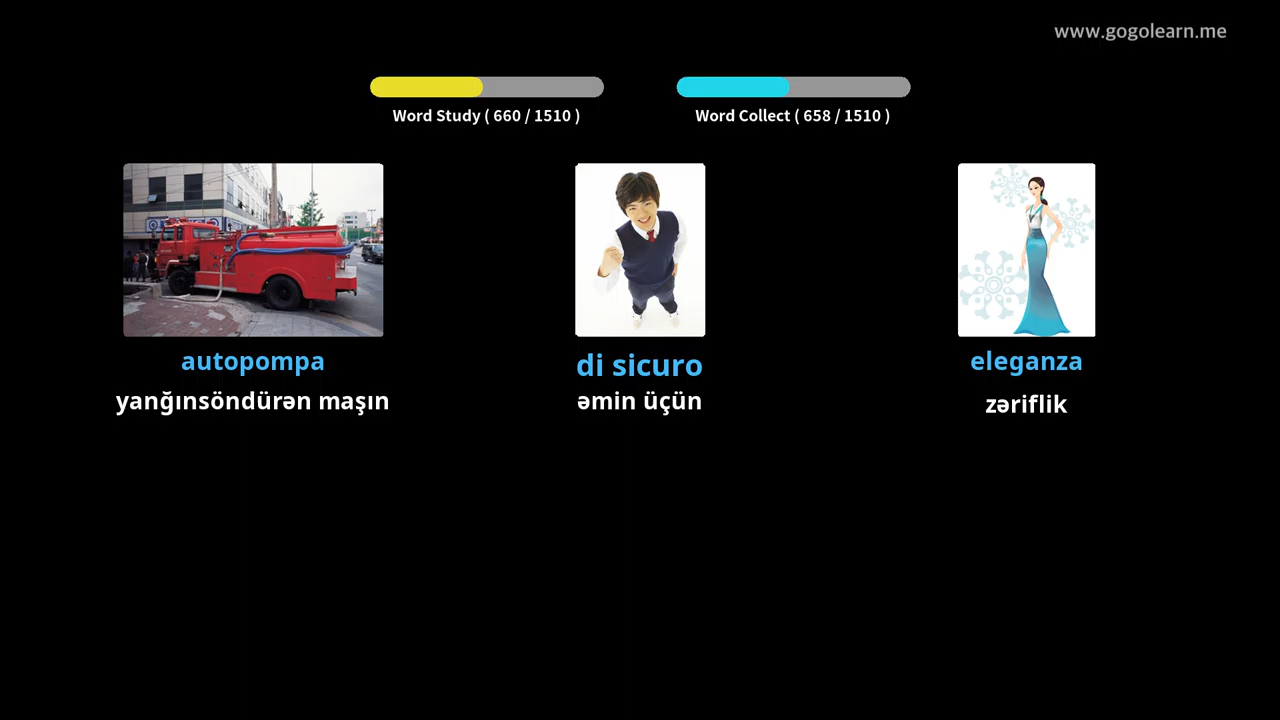 www.gogolearn.me
Word Study ( 660 / 1510 )
Word Collect ( 658 / 1510 )
autopompa
yanğınsöndürən maşın
di sicuro
əmin üçün
eleganza
zəriflik